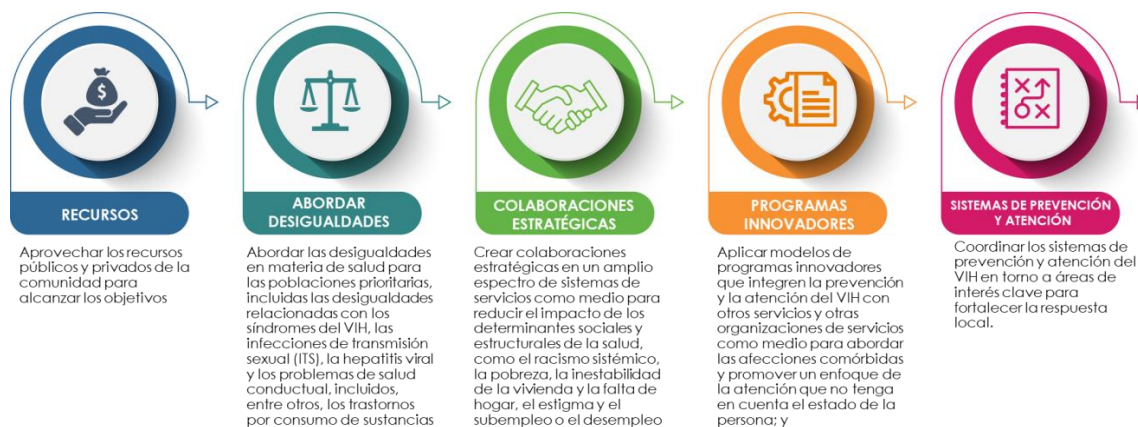 $
RECURSOS
Aprovechar los recursos
públicos y privados de la
comunidad para
alcanzar los objetivos
ABORDAR
DESIGUALDADES
Abordar las desigualdades
en materia de salud para
las poblaciones prioritarias,
incluidas las desigualdades
relacionadas con los
síndromes del VIH, las
infecciones de transmisión
sexual (ITS), la hepatitis viral
y los problemas de salud
conductual, incluidos,
entre otros, los trastornos
por consumo de sustancias
COLABORACIONES
ESTRATÉGICAS
Crear colaboraciones
estratégicas en un amplio
espectro de sistemas de
servicios como medio para
reducir el impacto de los
determinantes sociales y
estructurales de la salud,
como el racismo sistémico,
la pobreza, la inestabilidad
de la vivienda y la falta de
hogar, el estigma y el
subempleo o el desempleo
PROGRAMAS
INNOVADORES
Aplicar modelos de
programas innovadores
que integren la prevención
y la atención del VIH con
otros servicios y otras
organizaciones de servicios
como medio para abordar
las afecciones comórbidas
y promover un enfoque de
la atención que no tenga
en cuenta el estado de la
persona; y
SISTEMAS DE PREVENCIÓN
Y ATENCIÓN
Coordinar los sistemas de
prevención y atención del
VIH en torno a áreas de
interés clave para
fortalecer la respuesta
local.